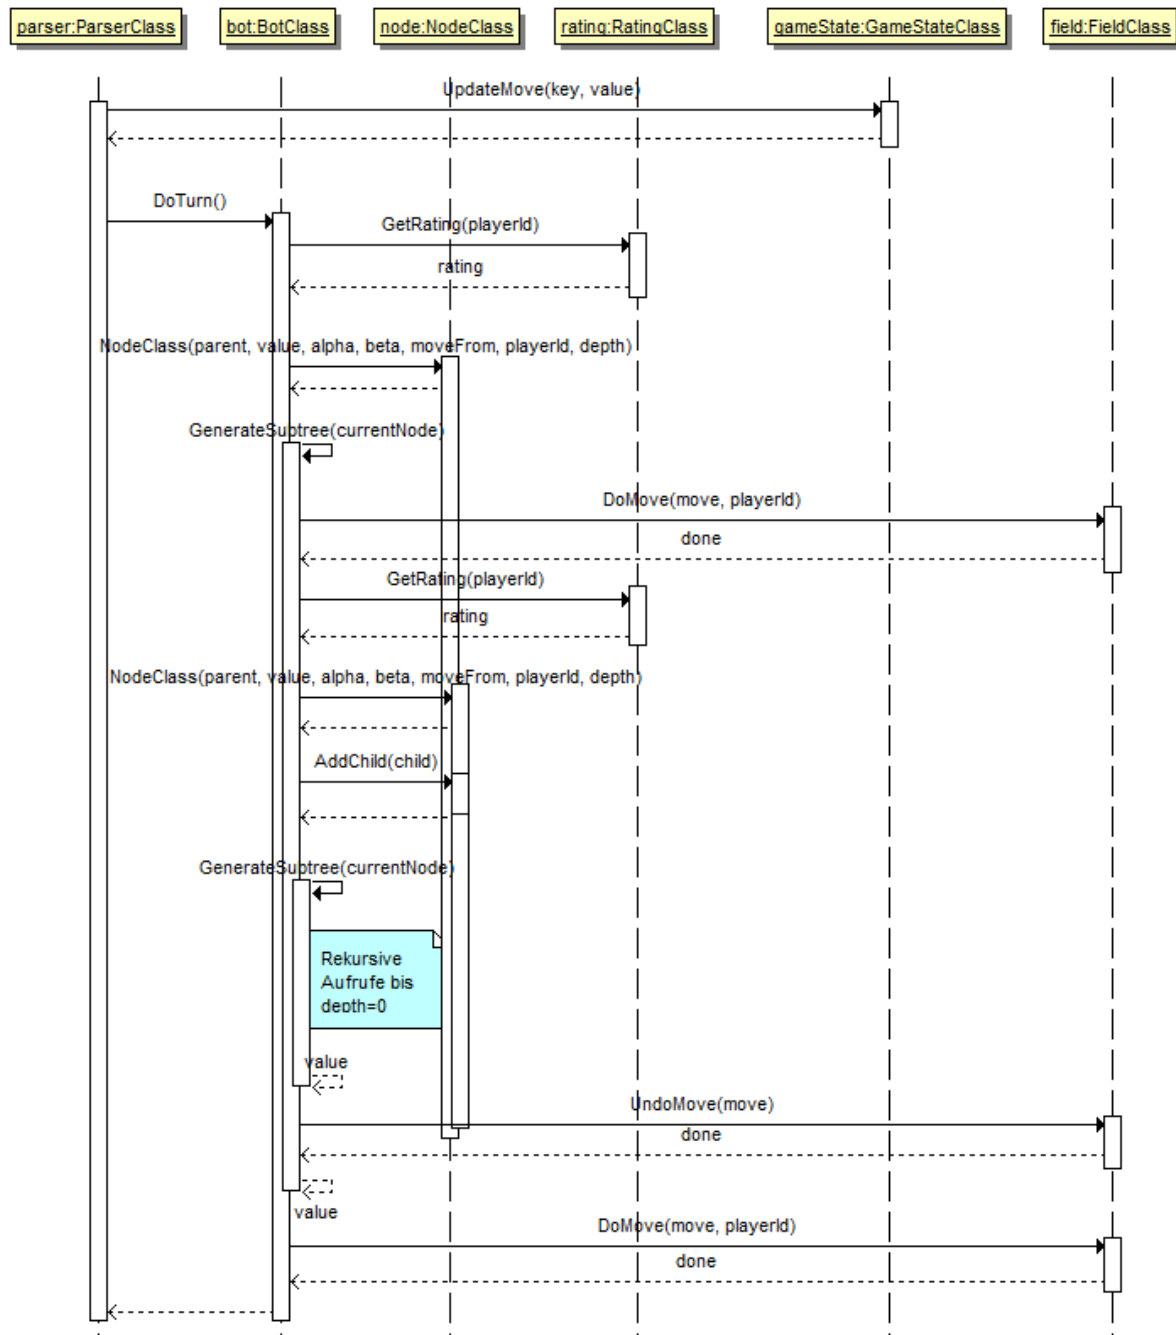 parser:ParserClass bot:BotClass node:NodeClass rating:RatingClass gameState:GameStateClass field:FieldClass
UpdateMove(key, value)
DoTurn()
GetRating(playerId)
rating
NodeClass(parent, value, alpha, beta, moveFrom, playerId, depth)
GenerateSubtree(currentNode)
DoMove(move, playerId)
done
GetRating(playerId)
rating
NodeClass(parent, value, alpha, beta, moveFrom, playerId, depth)
AddChild(child)
GenerateSubtree(currentNode)
Rekursive
Aufrufe bis
depth=0
value
UndoMove(move)
done
value
DoMove(move, playerId)
done